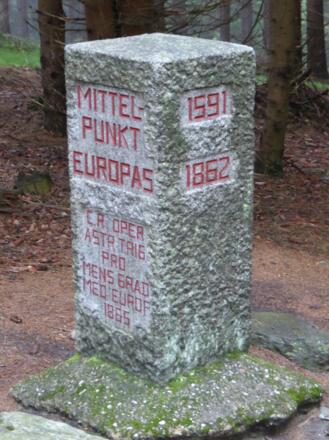 MITTEL-
PUNKT
EUROPAS
C.R. OPER
ASTR TRIG
PRO
MENS GRAD
MED EUROP
1865
1591
1862